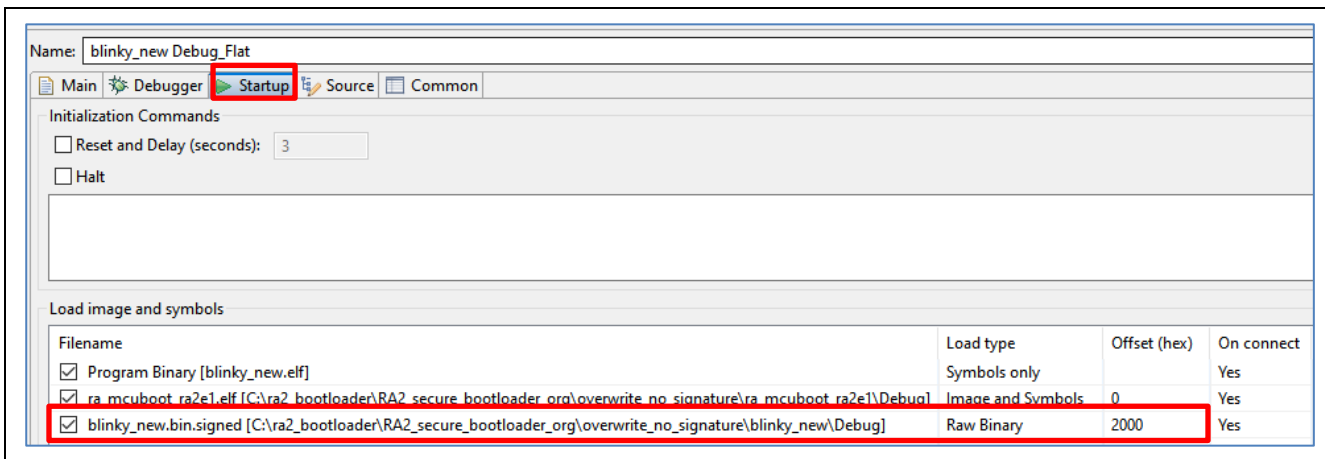 Name: blinky_new Debug_Flat
Main Debugger Startup Source Common
Initialization Commands
Reset and Delay (seconds): 3
Halt
Load image and symbols
Filename Load type Offset (hex) On connect
Program Binary [blinky_new.elf] Symbols only Yes
ra_mcuboot_ra2e1.elf [C:\ra2_bootloader\RA2_secure_bootloader_org\overwrite_no_signature\ra_mcuboot_ra2e1\Debug] Image and Symbols 0 Yes
blinky_new.bin.signed [C:\ra2_bootloader\RA2_secure_bootloader_org\overwrite_no_signature\blinky_new\Debug] Raw Binary 2000 Yes